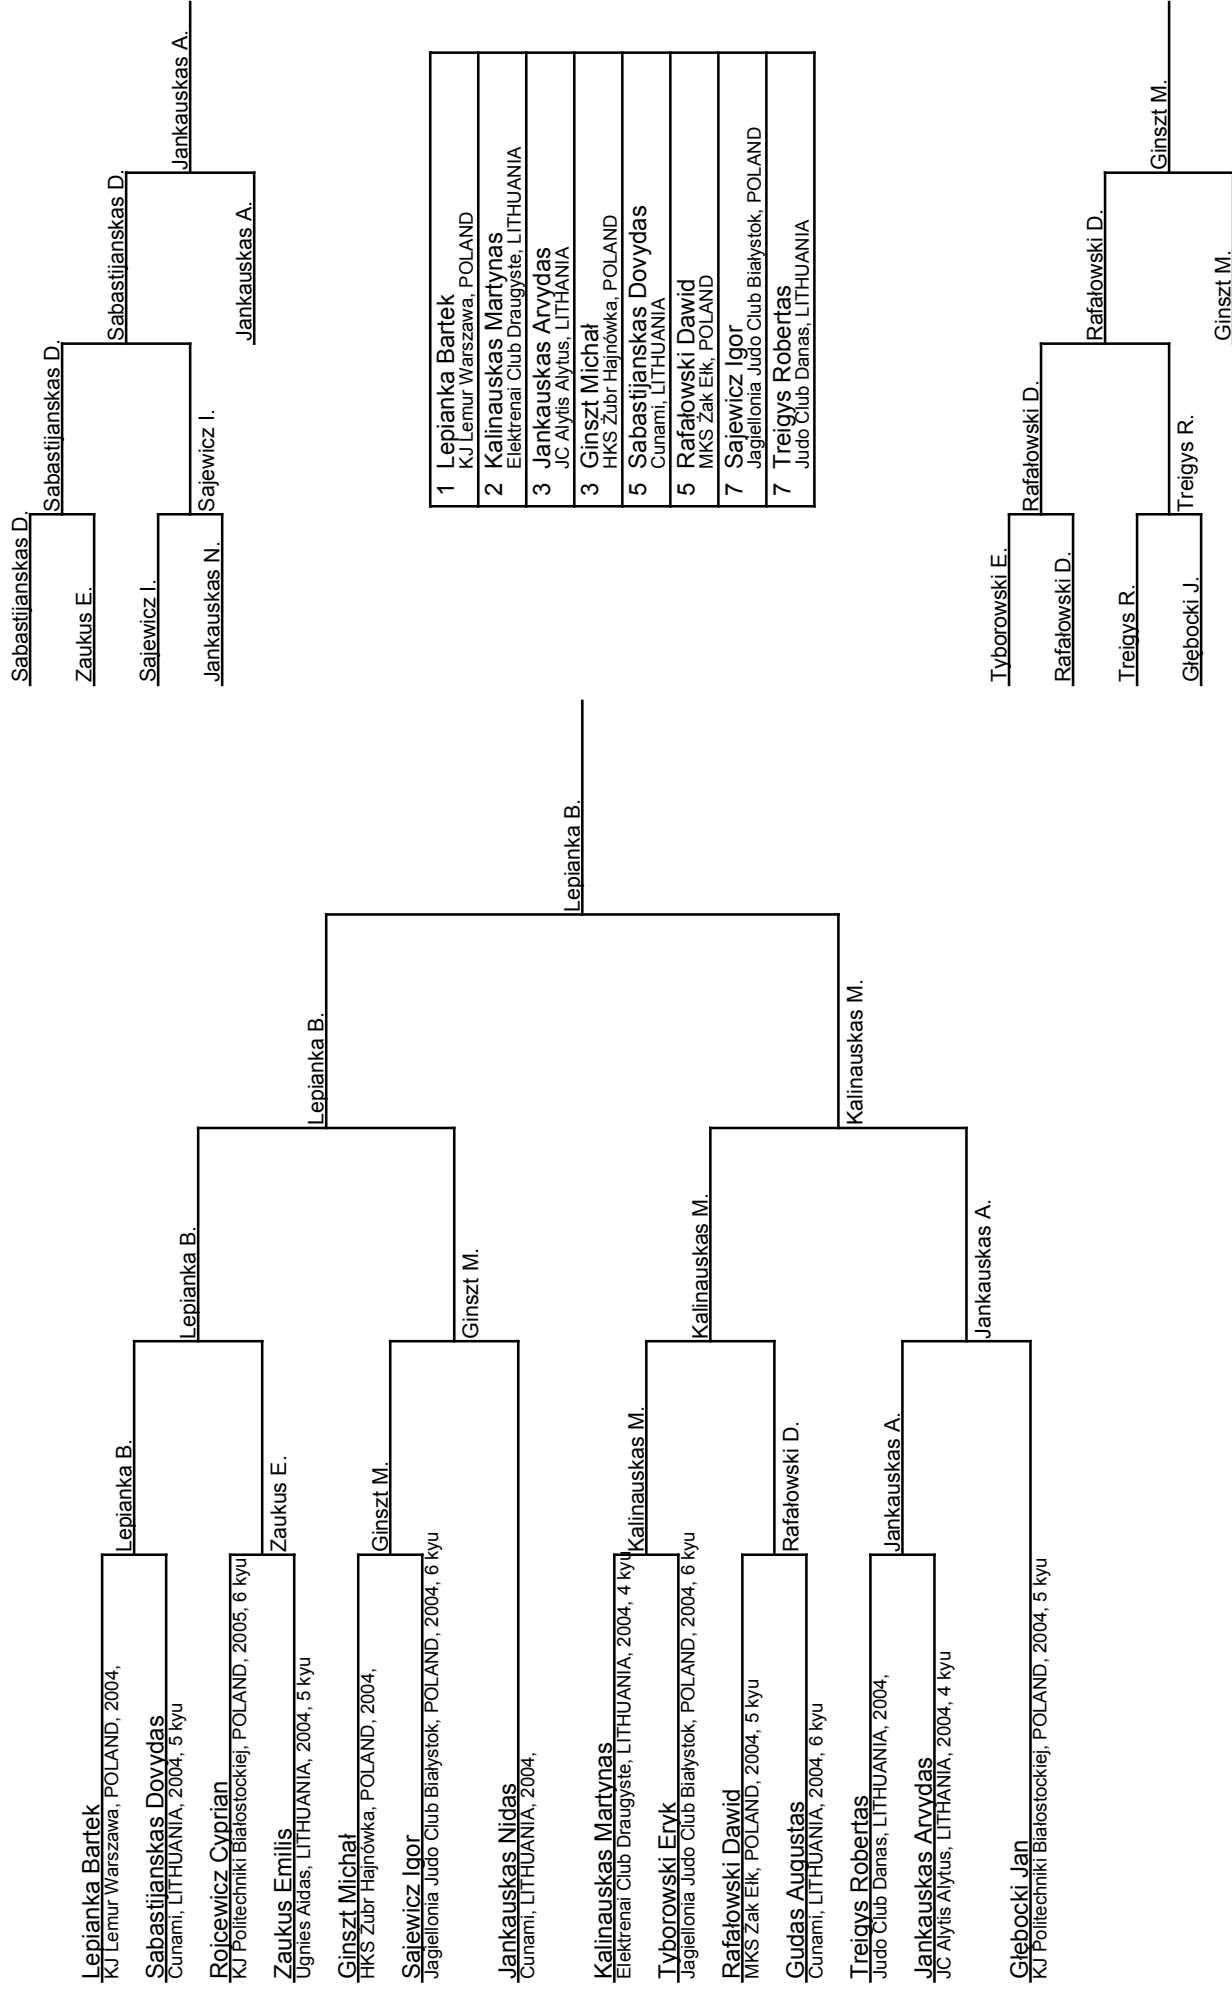 Lepianka Bartek
KJ Lemur Warszawa, POLAND, 2004,
Sabastijanskas Dovydas
Cunami, LITHUANIA, 2004, 5 kyu
Roicewicz Cyprian
KJ Politechniki Białostockiej, POLAND, 2005, 6 kyu
Zaukus Emilis
Ugnies Aidas, LITHUANIA, 2004, 5 kyu
Ginszt Michał
HKS Żubr Hajnówka, POLAND, 2004,
Sajewicz Igor
Jagiellonia Judo Club Białystok, POLAND, 2004, 6 kyu
Jankauskas Nidas
Cunami, LITHUANIA, 2004,
Kalinauskas Martynas
Elektrenai Club Draugyste, LITHUANIA, 2004, 4 kyu
Tyborowski Eryk
Jagiellonia Judo Club Białystok, POLAND, 2004, 6 kyu
Rafałowski Dawid
MKS Żak Ełk, POLAND, 2004, 5 kyu
Gudas Augustas
Cunami, LITHUANIA, 2004, 6 kyu
Treigys Robertas
Judo Club Danas, LITHUANIA, 2004,
Jankauskas Arvydas
JC Alytis Alytus, LITHANIA, 2004, 4 kyu
Głębocki Jan
KJ Politechniki Białostockiej, POLAND, 2004, 5 kyu
Lepianka B.
Zaukus E.
Ginszt M.
Kalinauskas M.
Rafałowski D.
Jankauskas A.
Lepianka B.
Ginszt M.
Kalinauskas M.
Jankauskas A.
Lepianka B.
Kalinauskas M.
Lepianka B.
Sabastijanskas D.
Zaukus E.
Sajewicz I.
Jankauskas N.
Sabastijanskas D.
Sajewicz I.
Sabastijanskas D.
Jankauskas A.
Jankauskas A.
1 Lepianka Bartek
KJ Lemur Warszawa, POLAND
2 Kalinauskas Martynas
Elektrenai Club Draugyste, LITHUANIA
3 Jankauskas Arvydas
JC Alytis Alytus, LITHANIA
3 Ginszt Michał
HKS Żubr Hajnówka, POLAND
5 Sabastijanskas Dovydas
Cunami, LITHUANIA
5 Rafałowski Dawid
MKS Żak Ełk, POLAND
7 Sajewicz Igor
Jagiellonia Judo Club Białystok, POLAND
7 Treigys Robertas
Judo Club Danas, LITHUANIA
Tyborowski E.
Rafałowski D.
Treigys R.
Głębocki J.
Rafałowski D.
Treigys R.
Rafałowski D.
Ginszt M.
Ginszt M.